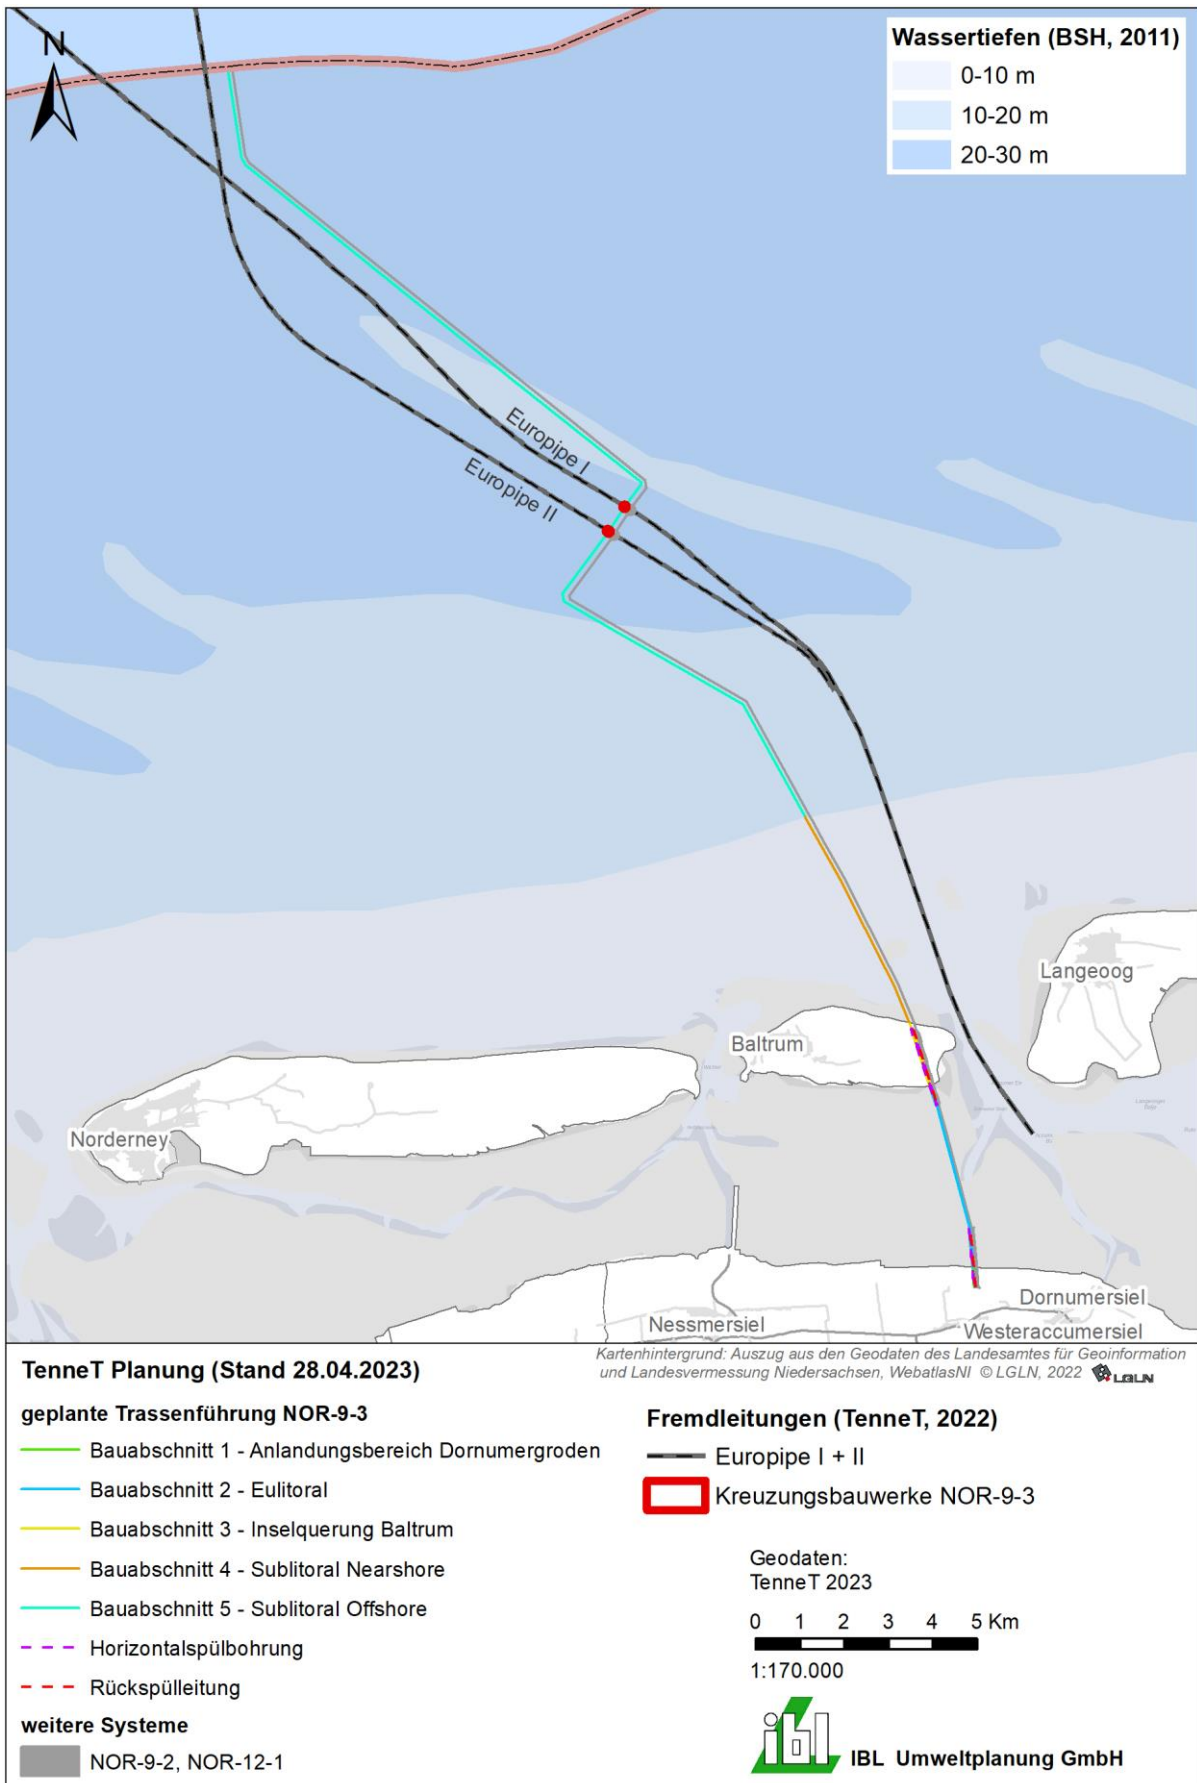 N
Wassertiefen (BSH, 2011)
0-10 m
10-20 m
20-30 m
Europipe I
Europipe II
Langeoog
Baltrum
Norderney
Dornumersiel
Nessmersiel
Westeraccumersiel
Kartenhintergrund: Auszug aus den Geodaten des Landesamtes für Geoinformation
und Landesvermessung Niedersachsen, WebatlasNI © LGLN, 2022
LGLN
TenneT Planung (Stand 28.04.2023)
geplante Trassenführung NOR-9-3
Bauabschnitt 1 - Anlandungsbereich Dornumergroden
Bauabschnitt 2 - Eulitoral
Bauabschnitt 3 - Inselquerung Baltrum
Bauabschnitt 4 - Sublitoral Nearshore
Bauabschnitt 5 - Sublitoral Offshore
Horizontalspülbohrung
Rückspülleitung
weitere Systeme
NOR-9-2, NOR-12-1
Fremdleitungen (TenneT, 2022)
Europipe I + II
Kreuzungsbauwerke NOR-9-3
Geodaten:
TenneT 2023
0 1 2 3 4 5 Km
1:170.000
ibl
IBL Umweltplanung GmbH